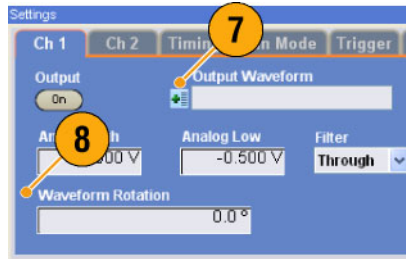 Settings
Ch 1 Ch 2 Mode Trigger
7
Output Output Waveform
On
8
Analog Low Filter
-0.500 V Through
Waveform Rotation
0.0 °